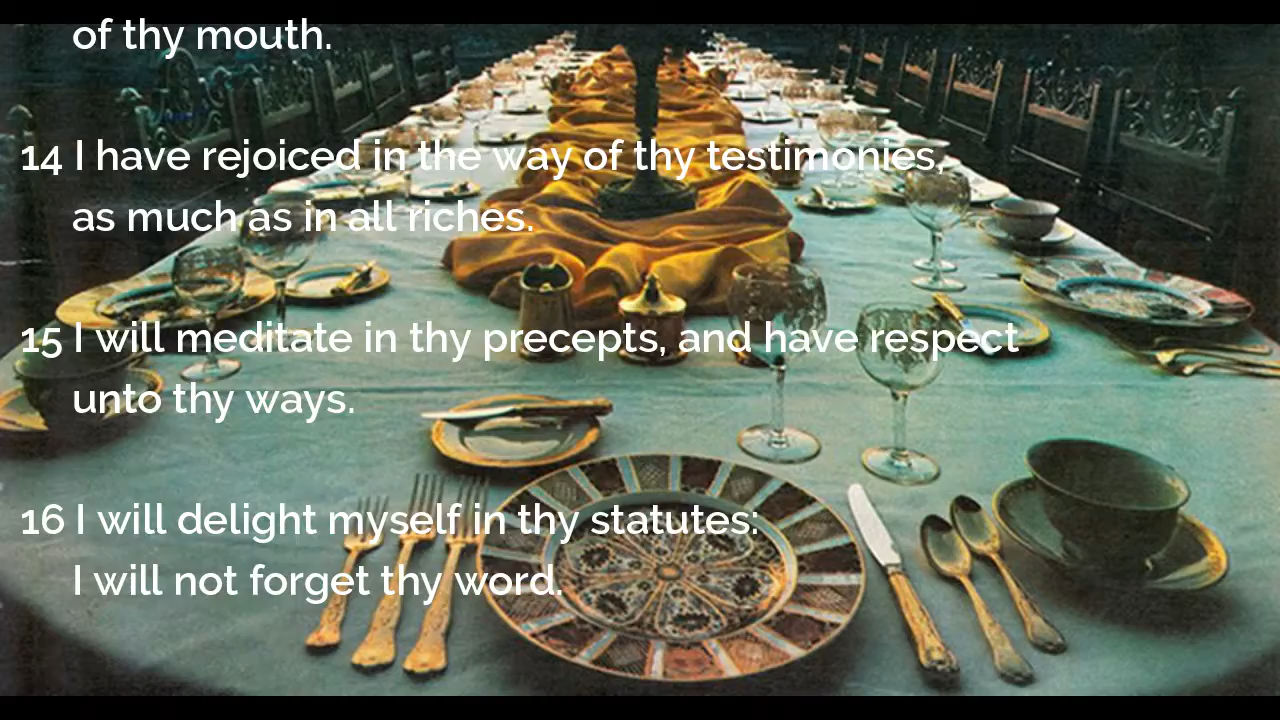 of thy mouth.
14 I have rejoiced in the way of thy testimonies,
as much as in all riches.
15 I will meditate in thy precepts, and have respect
unto thy ways.
16 I will delight myself in thy statutes:
I will not forget thy word.